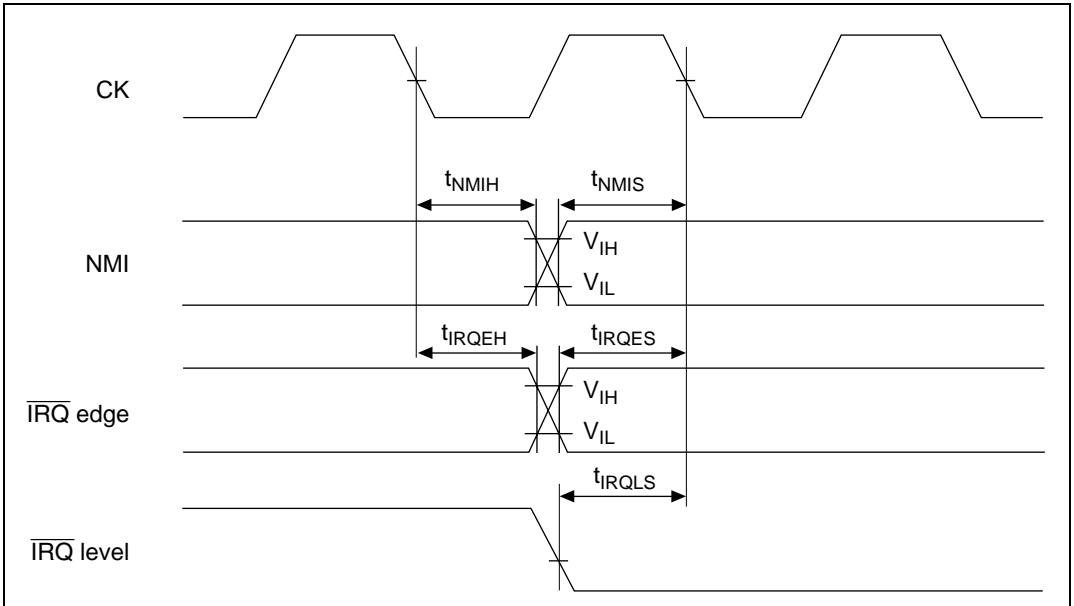 CK
tNMIH tNMIS
NMI
VIH
VIL
tIRQEH tIRQES
IRQ edge
VIH
VIL
tIRQLS
IRQ level